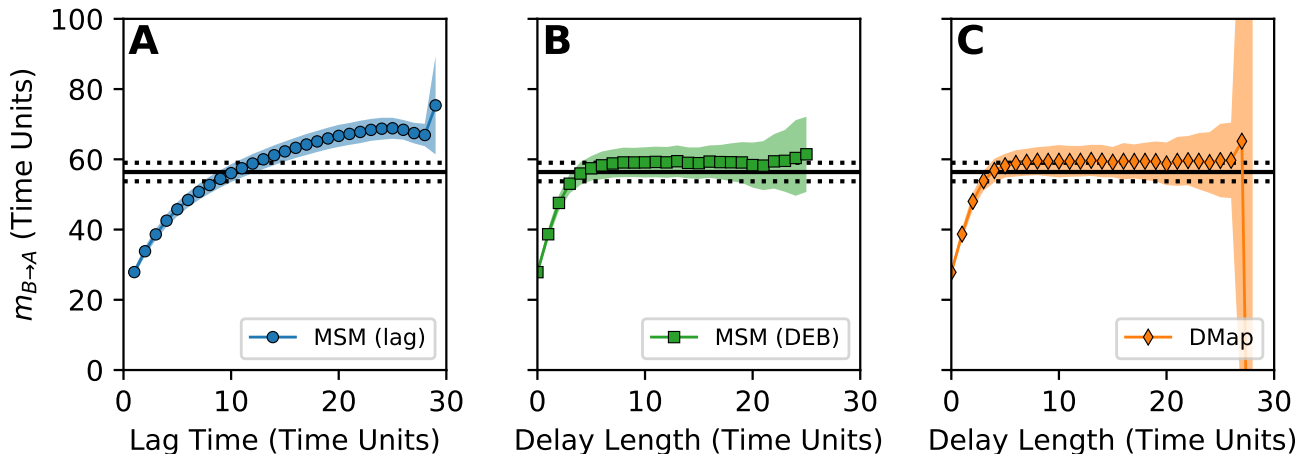 A
B
C
m_{B→A} (Time Units)
100
80
60
40
20
0
MSM (lag)
MSM (DEB)
DMap
0 10 20 30
0 10 20 30
0 10 20 30
Lag Time (Time Units)
Delay Length (Time Units)
Delay Length (Time Units)